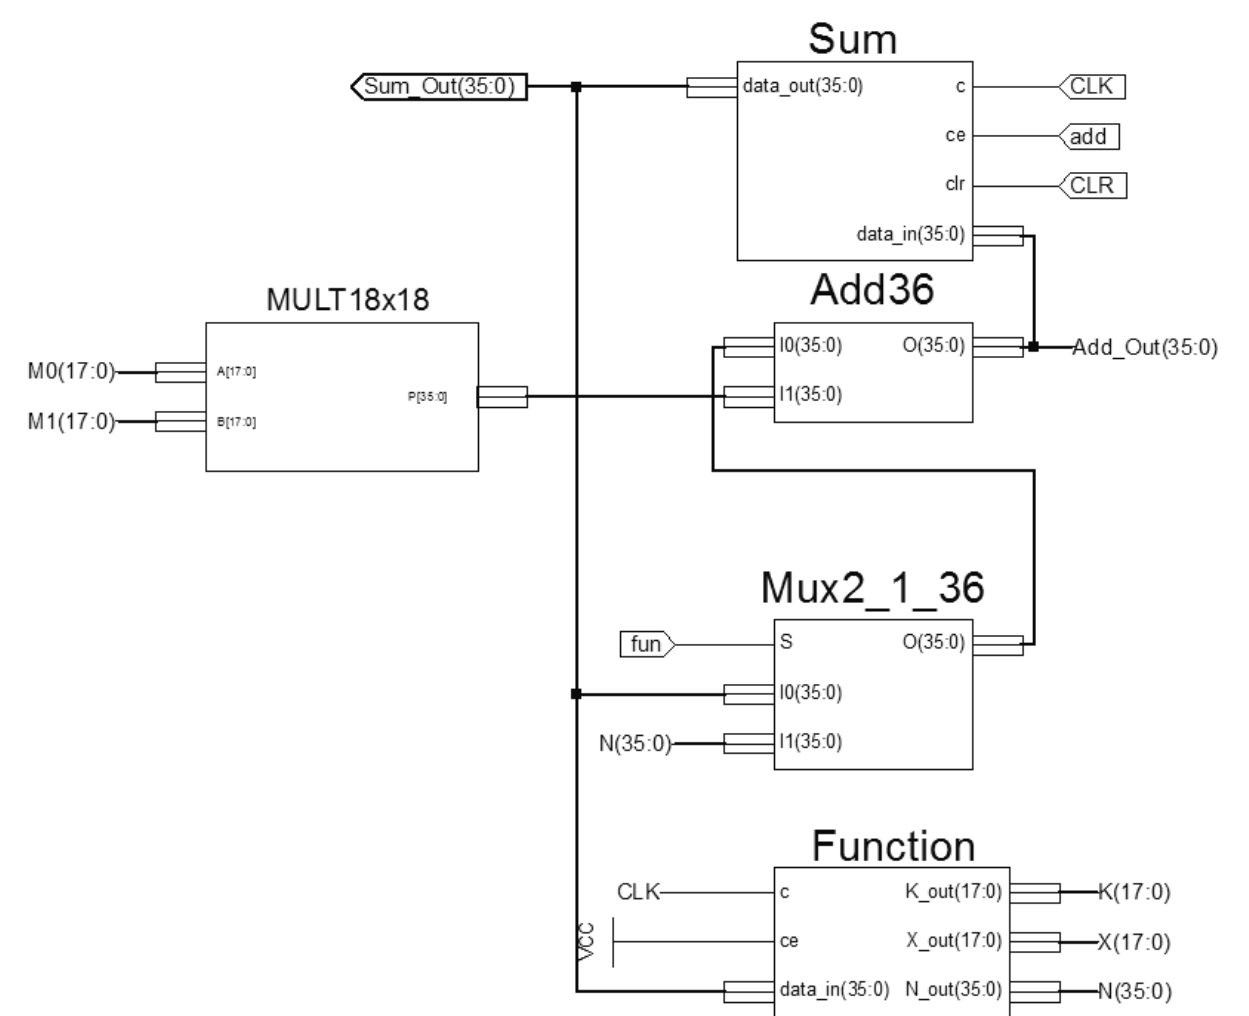 Sum
Sum_Out(35:0)
data_out(35:0)
c
CLK
ce
add
clr
CLR
data_in(35:0)
MULT18x18
Add36
M0(17:0)
A[17:0]
P[35:0]
M1(17:0)
B[17:0]
I0(35:0)
O(35:0)
Add_Out(35:0)
I1(35:0)
Mux2_1_36
fun
S
O(35:0)
I0(35:0)
N(35:0)
I1(35:0)
Function
CLK
c
K_out(17:0)
K(17:0)
VCC
ce
X_out(17:0)
X(17:0)
data_in(35:0)
N_out(35:0)
N(35:0)